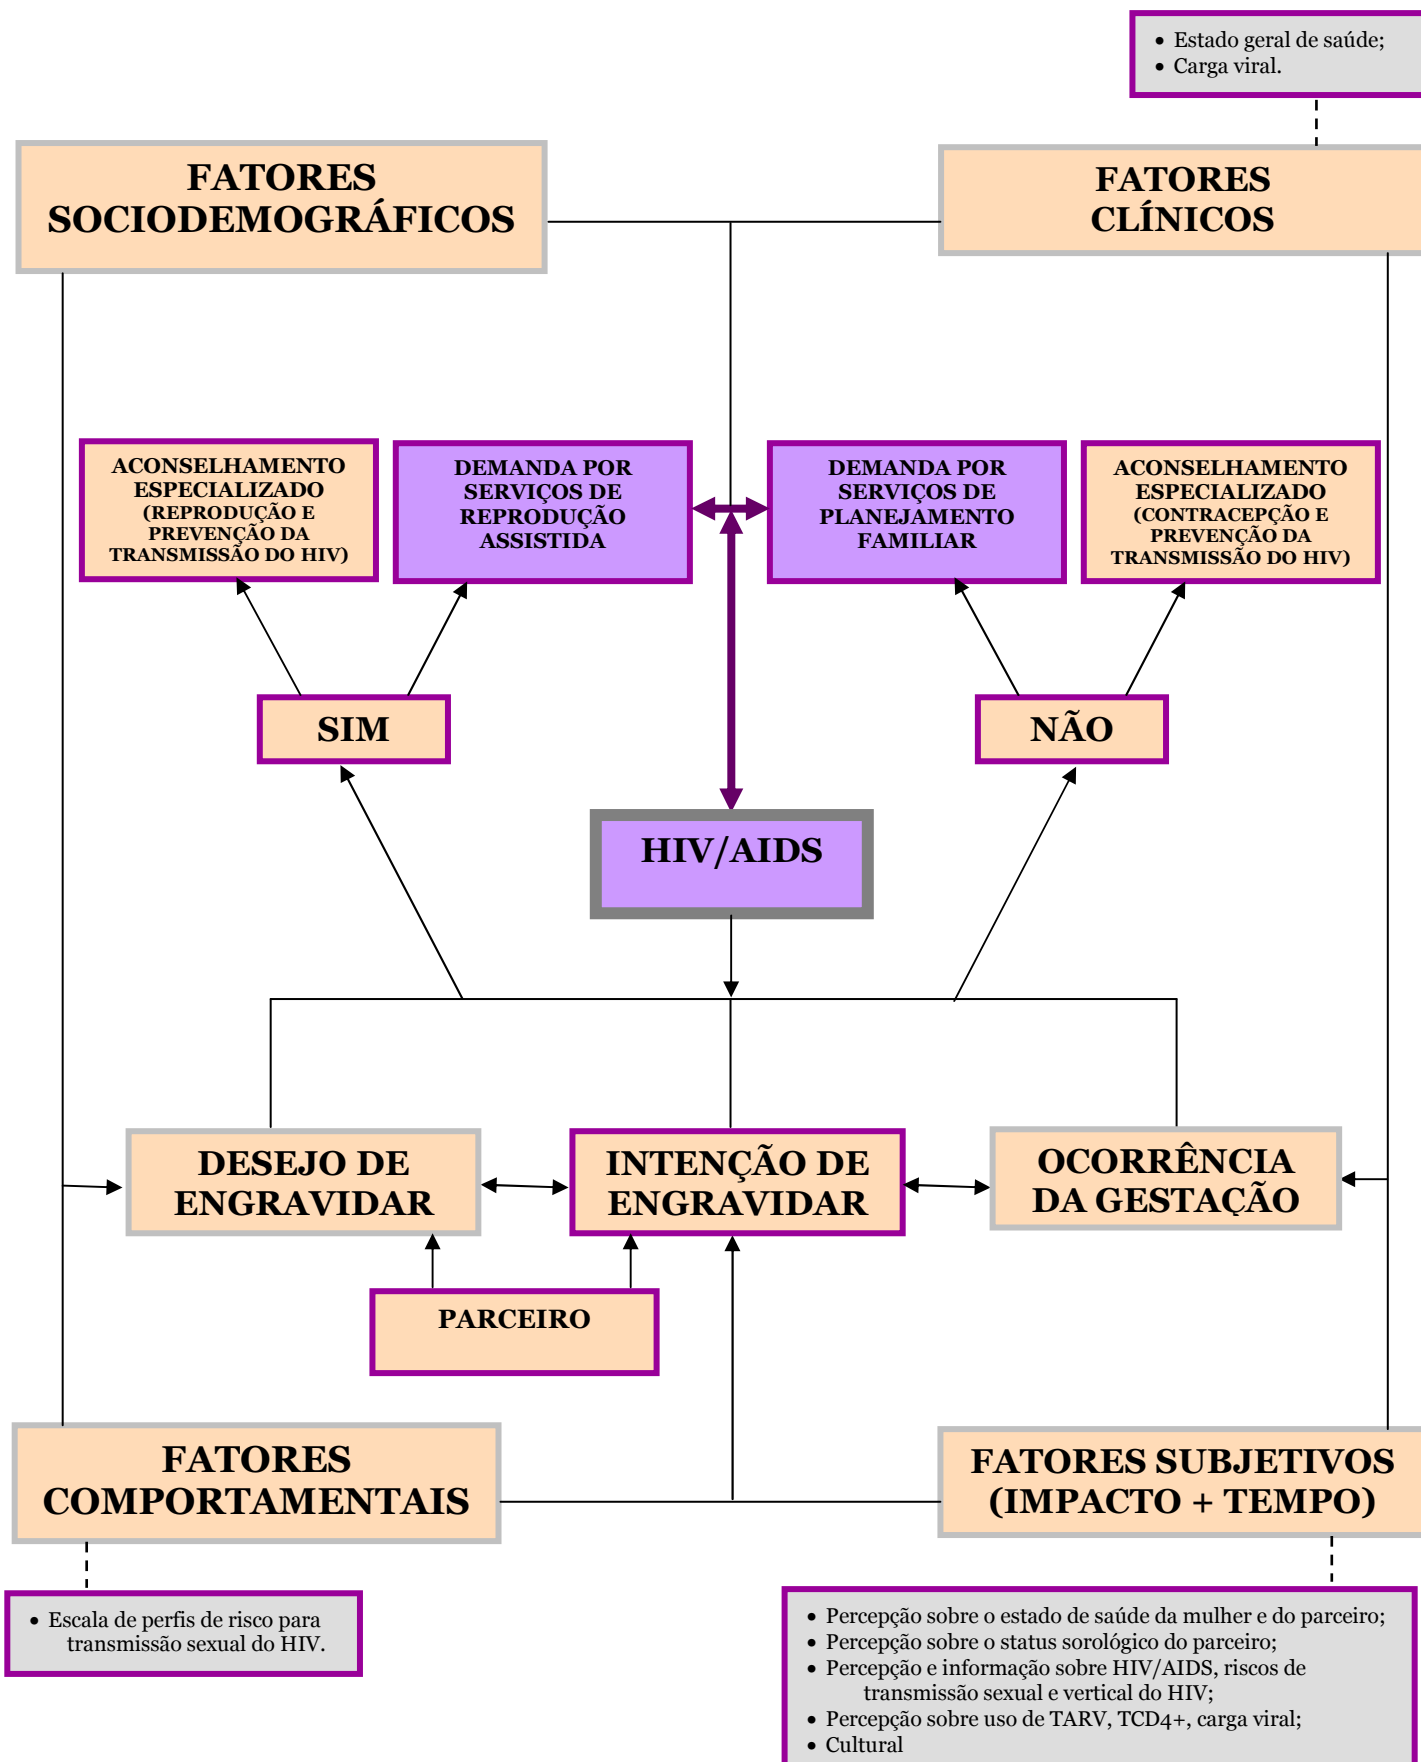 • Estado geral de saúde;
• Carga viral.
FATORES
SOCIODEMOGRÁFICOS
FATORES
CLÍNICOS
ACONSELHAMENTO
ESPECIALIZADO
(REPRODUÇÃO E
PREVENÇÃO DA
TRANSMISSÃO DO HIV)
DEMANDA POR
SERVIÇOS DE
REPRODUÇÃO
ASSISTIDA
DEMANDA POR
SERVIÇOS DE
PLANEJAMENTO
FAMILIAR
ACONSELHAMENTO
ESPECIALIZADO
(CONTRACEPÇÃO E
PREVENÇÃO DA
TRANSMISSÃO DO HIV)
SIM
NÃO
HIV/AIDS
DESEJO DE
ENGRAVIDAR
INTENÇÃO DE
ENGRAVIDAR
OCORRÊNCIA
DA GESTAÇÃO
PARCEIRO
FATORES
COMPORTAMENTAIS
FATORES SUBJETIVOS
(IMPACTO + TEMPO)
• Escala de perfis de risco para
transmissão sexual do HIV.
• Percepção sobre o estado de saúde da mulher e do parceiro;
• Percepção sobre o status sorológico do parceiro;
• Percepção e informação sobre HIV/AIDS, riscos de
transmissão sexual e vertical do HIV;
• Percepção sobre uso de TARV, TCD4+, carga viral;
• Cultural